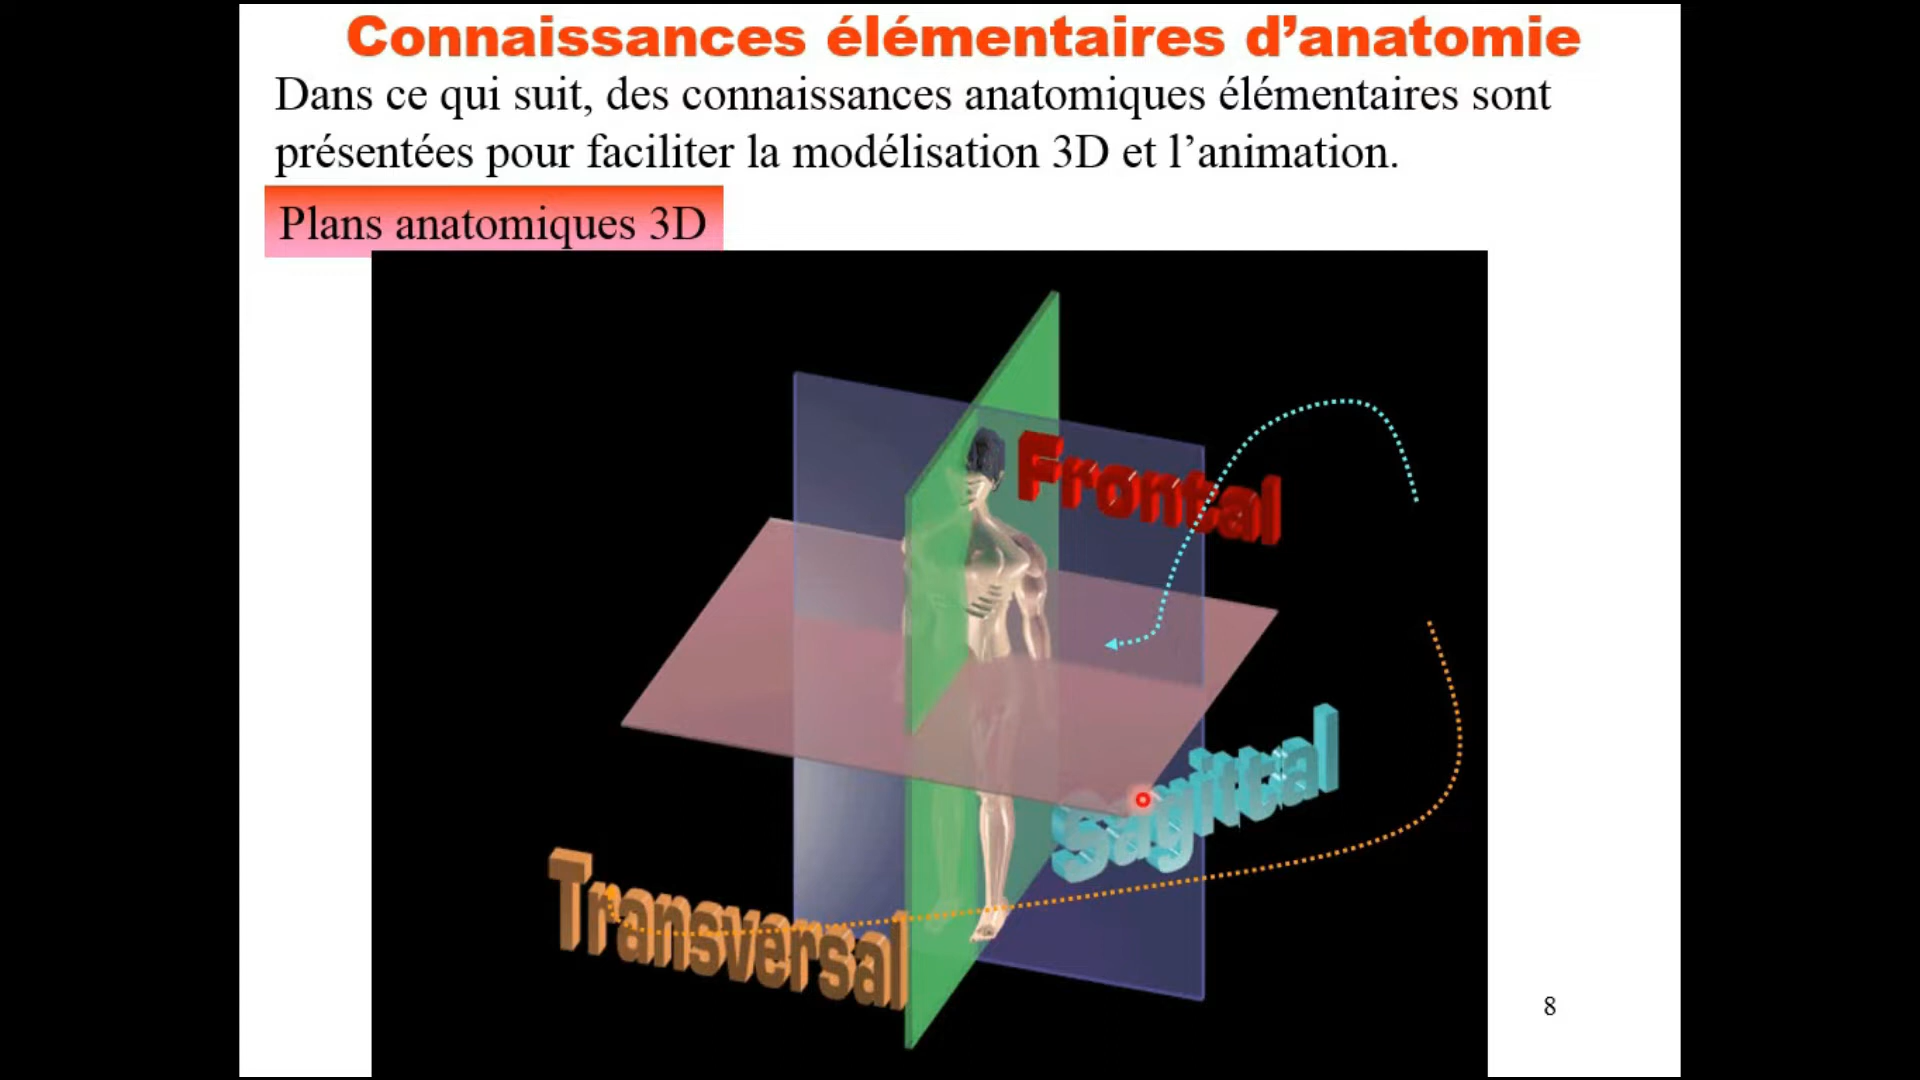 Connaissances élémentaires d’anatomie
Dans ce qui suit, des connaissances anatomiques élémentaires sont
présentées pour faciliter la modélisation 3D et l’animation.
Plans anatomiques 3D
Frontal
Sagittal
Transversal
8